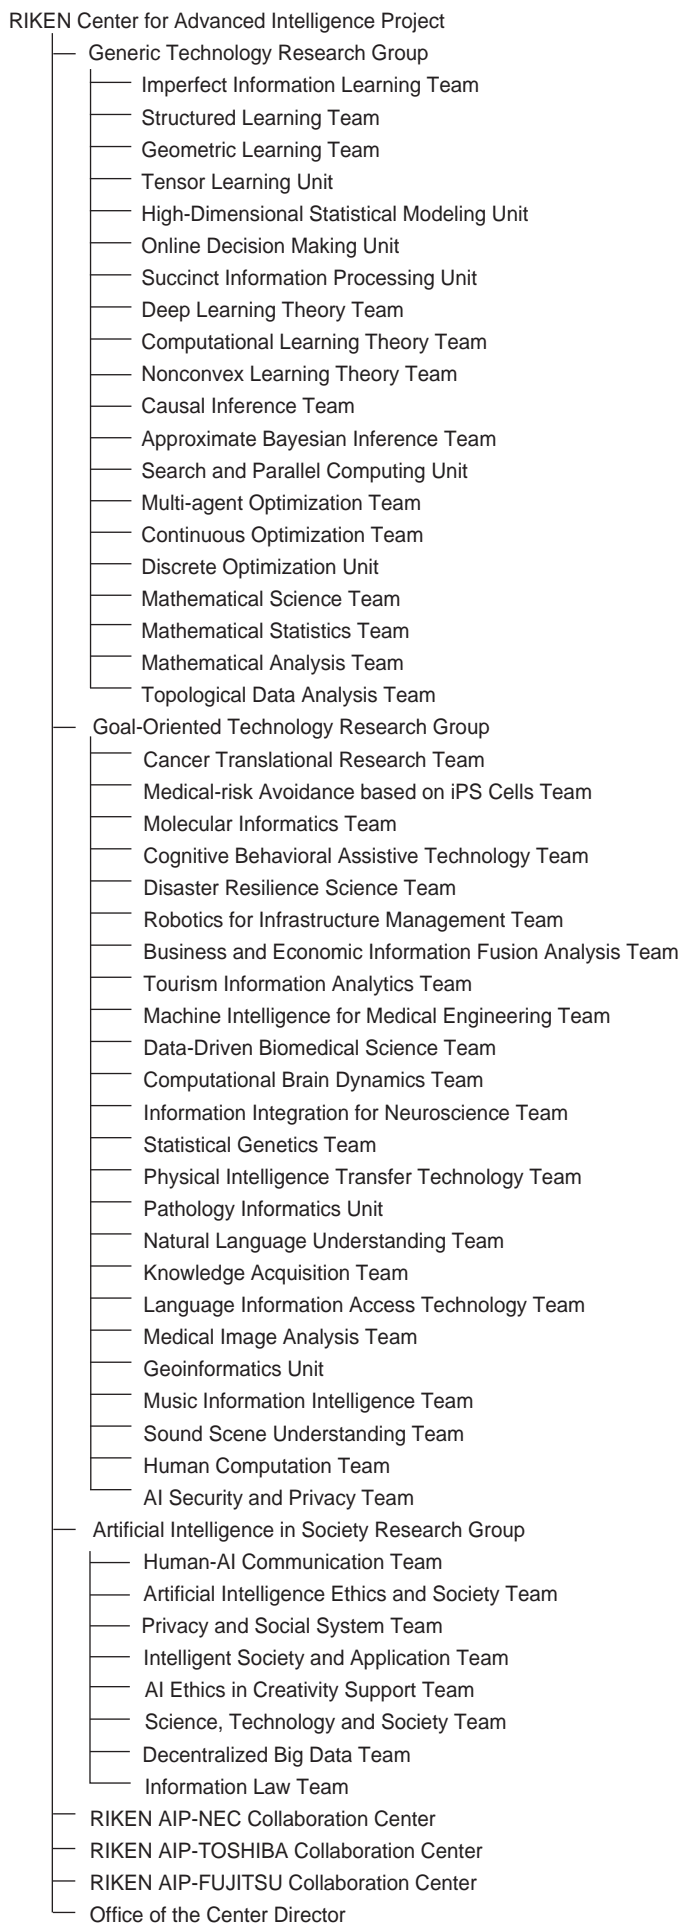 RIKEN Center for Advanced Intelligence Project
Generic Technology Research Group
Imperfect Information Learning Team
Structured Learning Team
Geometric Learning Team
Tensor Learning Unit
High-Dimensional Statistical Modeling Unit
Online Decision Making Unit
Succinct Information Processing Unit
Deep Learning Theory Team
Computational Learning Theory Team
Nonconvex Learning Theory Team
Causal Inference Team
Approximate Bayesian Inference Team
Search and Parallel Computing Unit
Multi-agent Optimization Team
Continuous Optimization Team
Discrete Optimization Unit
Mathematical Science Team
Mathematical Statistics Team
Mathematical Analysis Team
Topological Data Analysis Team
Goal-Oriented Technology Research Group
Cancer Translational Research Team
Medical-risk Avoidance based on iPS Cells Team
Molecular Informatics Team
Cognitive Behavioral Assistive Technology Team
Disaster Resilience Science Team
Robotics for Infrastructure Management Team
Business and Economic Information Fusion Analysis Team
Tourism Information Analytics Team
Machine Intelligence for Medical Engineering Team
Data-Driven Biomedical Science Team
Computational Brain Dynamics Team
Information Integration for Neuroscience Team
Statistical Genetics Team
Physical Intelligence Transfer Technology Team
Pathology Informatics Unit
Natural Language Understanding Team
Knowledge Acquisition Team
Language Information Access Technology Team
Medical Image Analysis Team
Geoinformatics Unit
Music Information Intelligence Team
Sound Scene Understanding Team
Human Computation Team
AI Security and Privacy Team
Artificial Intelligence in Society Research Group
Human-AI Communication Team
Artificial Intelligence Ethics and Society Team
Privacy and Social System Team
Intelligent Society and Application Team
AI Ethics in Creativity Support Team
Science, Technology and Society Team
Decentralized Big Data Team
Information Law Team
RIKEN AIP-NEC Collaboration Center
RIKEN AIP-TOSHIBA Collaboration Center
RIKEN AIP-FUJITSU Collaboration Center
Office of the Center Director